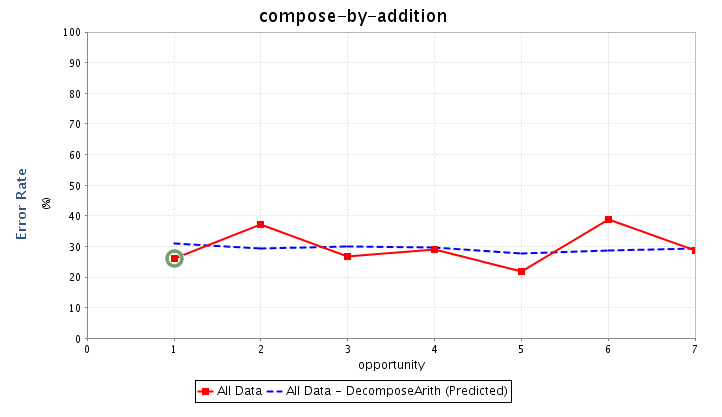 compose-by-addition
100
90
80
70
60
50
40
30
20
10
0
Error Rate
(%)
0 1 2 3 4 5 6 7
opportunity
All Data All Data - DecomposeArith (Predicted)